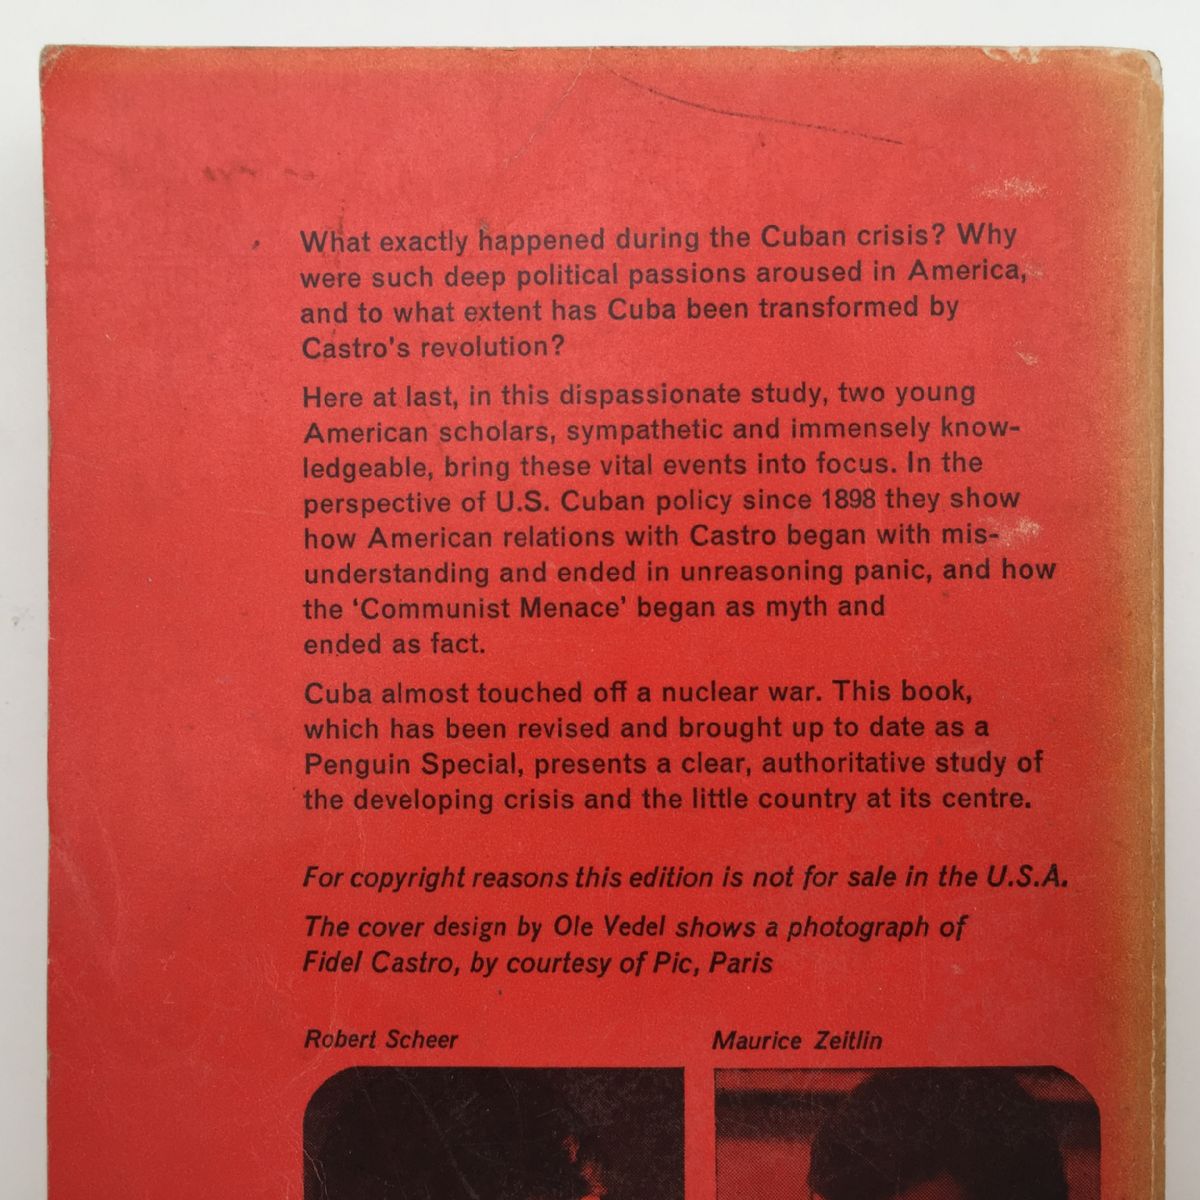 What exactly happened during the Cuban crisis? Why
were such deep political passions aroused in America,
and to what extent has Cuba been transformed by
Castro's revolution?
Here at last, in this dispassionate study, two young
American scholars, sympathetic and immensely know-
ledgeable, bring these vital events into focus. In the
perspective of U.S. Cuban policy since 1898 they show
how American relations with Castro began with mis-
understanding and ended in unreasoning panic, and how
the ‘Communist Menace’ began as myth and
ended as fact.
Cuba almost touched off a nuclear war. This book,
which has been revised and brought up to date as a
Penguin Special, presents a clear, authoritative study of
the developing crisis and the little country at its centre.
For copyright reasons this edition is not for sale in the U.S.A.
The cover design by Ole Vedel shows a photograph of
Fidel Castro, by courtesy of Pic, Paris
Robert Scheer
Maurice Zeitlin